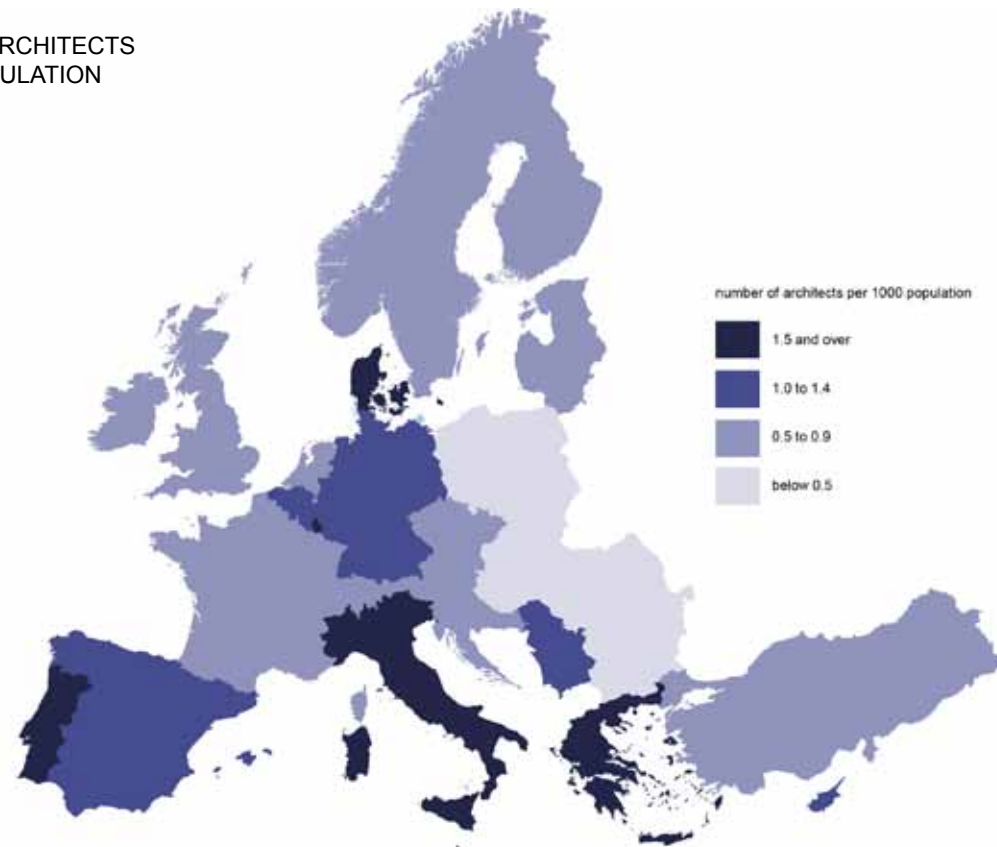 RCHITECTS
ULATION
number of architects per 1000 population
1.5 and over
1.0 to 1.4
0.5 to 0.9
below 0.5